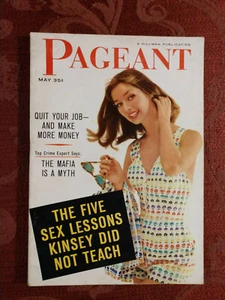 A HILLMAN PUBLICATION
PAGEANT
MAY 35¢
QUIT YOUR JOB—
AND MAKE
MORE MONEY
Top Crime Expert Says:
THE MAFIA
IS A MYTH
THE FIVE
SEX LESSONS
KINSEY DID
NOT TEACH